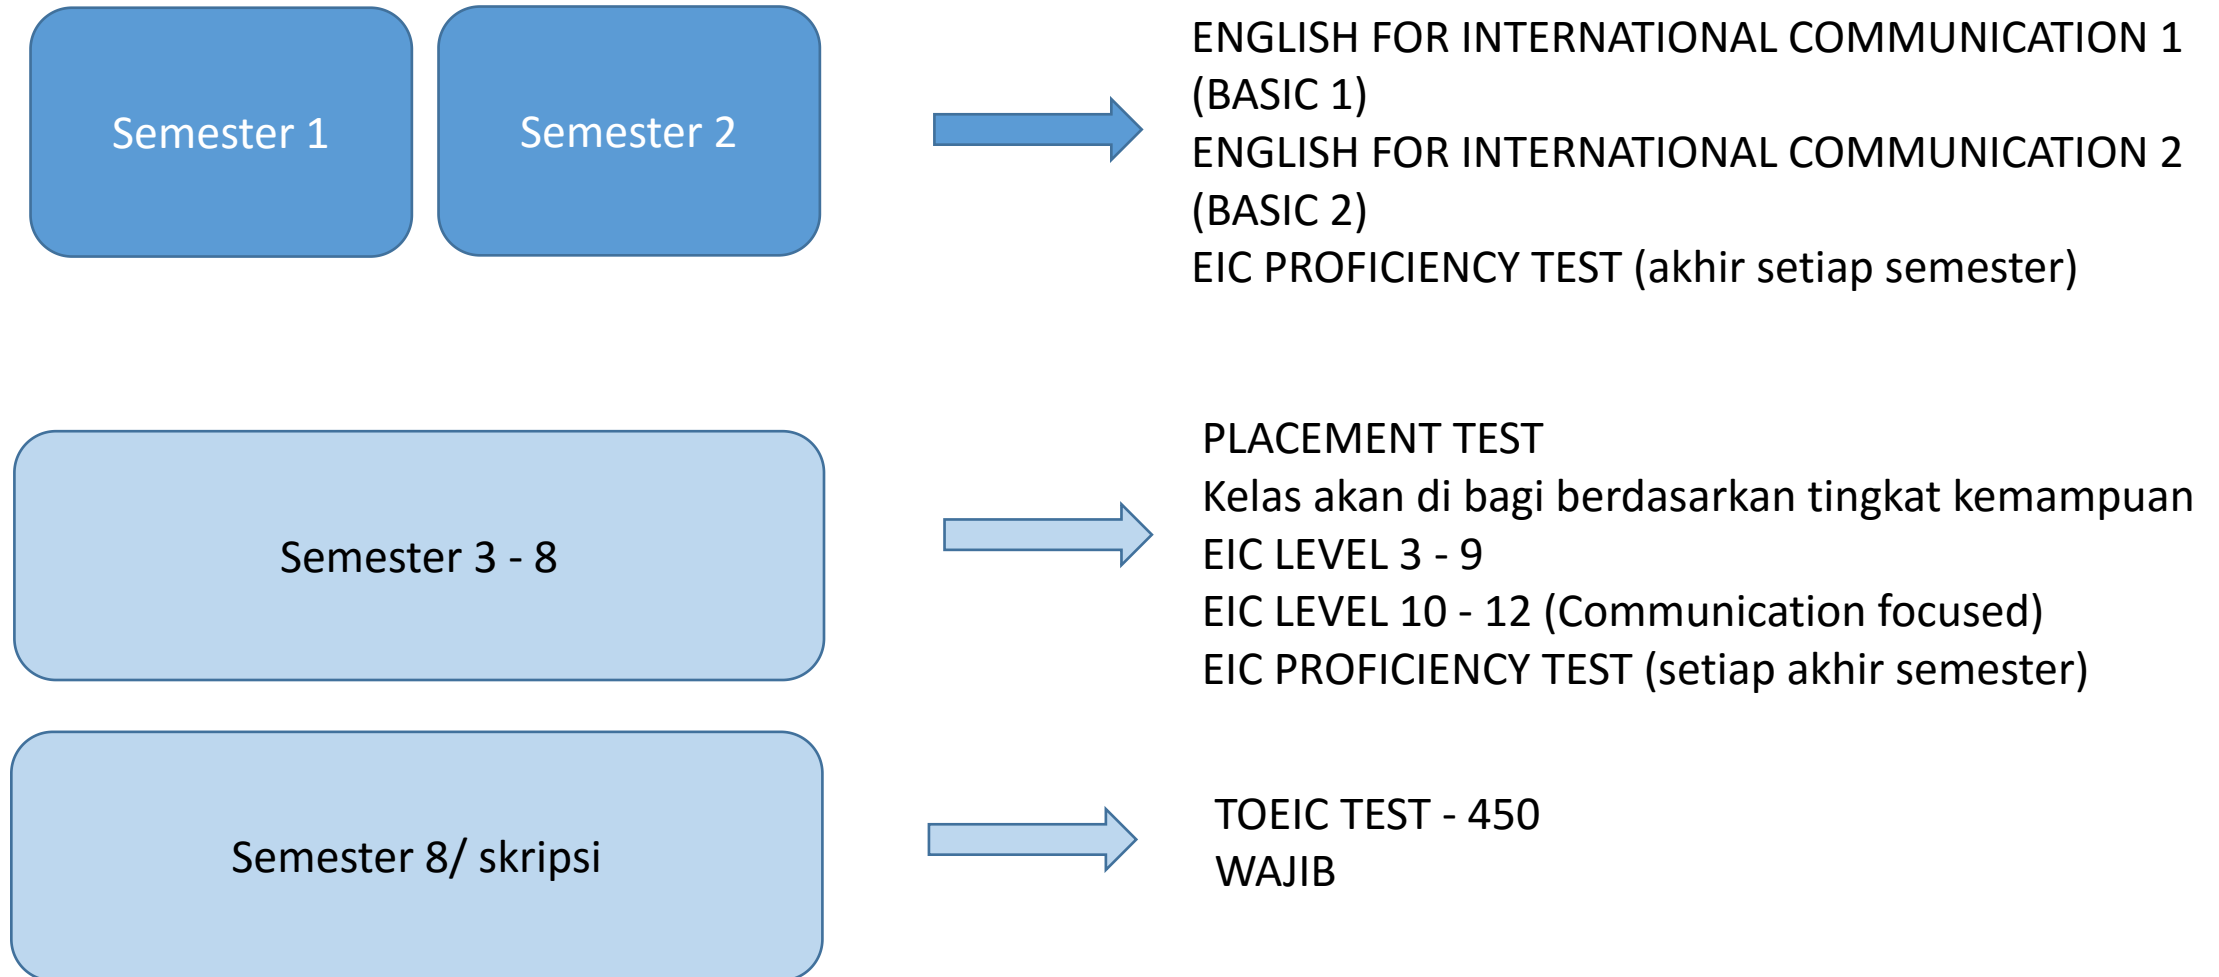 Semester 1
Semester 2
ENGLISH FOR INTERNATIONAL COMMUNICATION 1
(BASIC 1)
ENGLISH FOR INTERNATIONAL COMMUNICATION 2
(BASIC 2)
EIC PROFICIENCY TEST (akhir setiap semester)
Semester 3 - 8
PLACEMENT TEST
Kelas akan di bagi berdasarkan tingkat kemampuan
EIC LEVEL 3 - 9
EIC LEVEL 10 - 12 (Communication focused)
EIC PROFICIENCY TEST (setiap akhir semester)
Semester 8/ skripsi
TOEIC TEST - 450
WAJIB